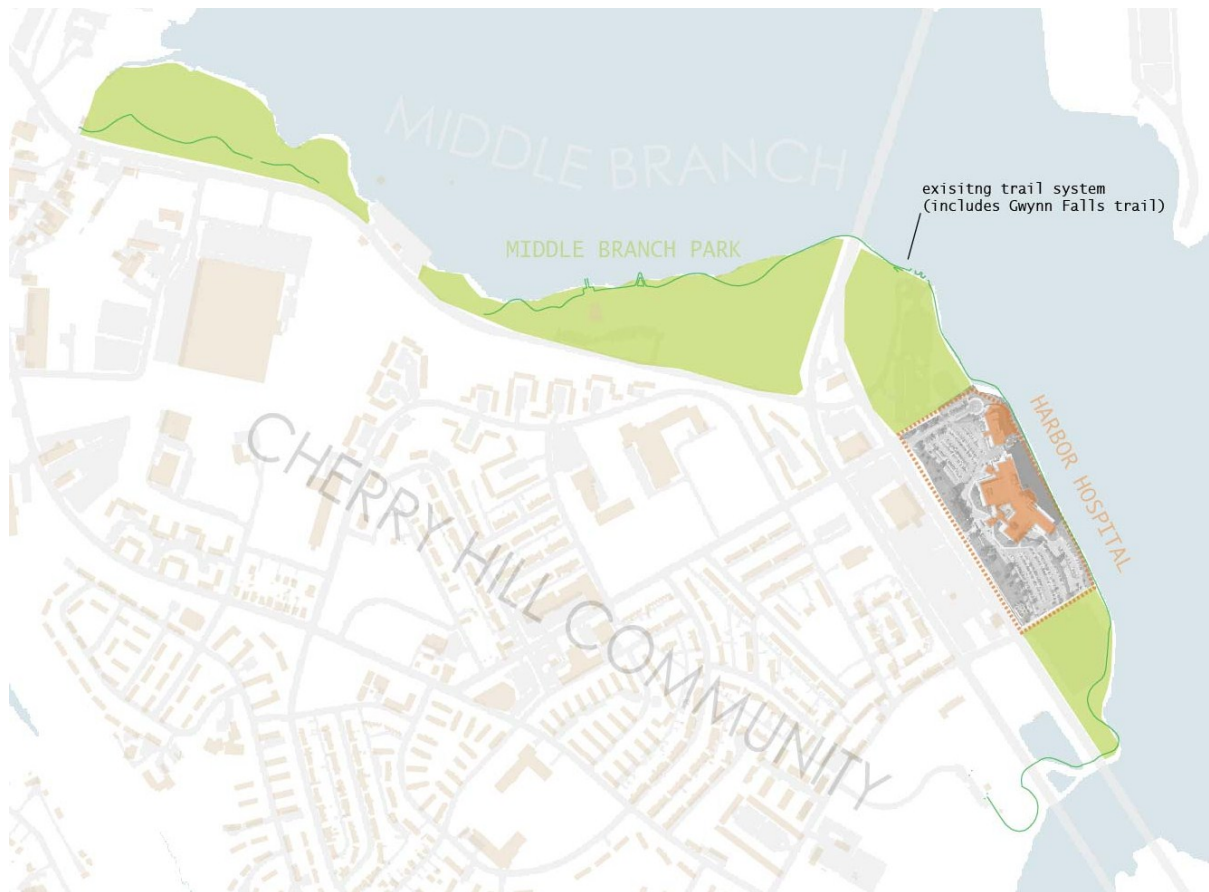 MIDDLE BRANCH
exisitng trail system
(includes Gwynn Falls trail)
MIDDLE BRANCH PARK
HARBOR HOSPITAL
CHERRY HILL COMMUNITY